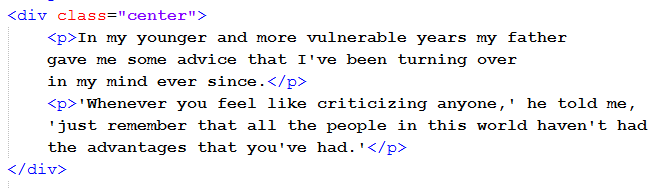 <div class="center">
<p>In my younger and more vulnerable years my father
gave me some advice that I've been turning over
in my mind ever since.</p>
<p>'Whenever you feel like criticizing anyone,' he told me,
'just remember that all the people in this world haven't had
the advantages that you've had.'</p>
</div>